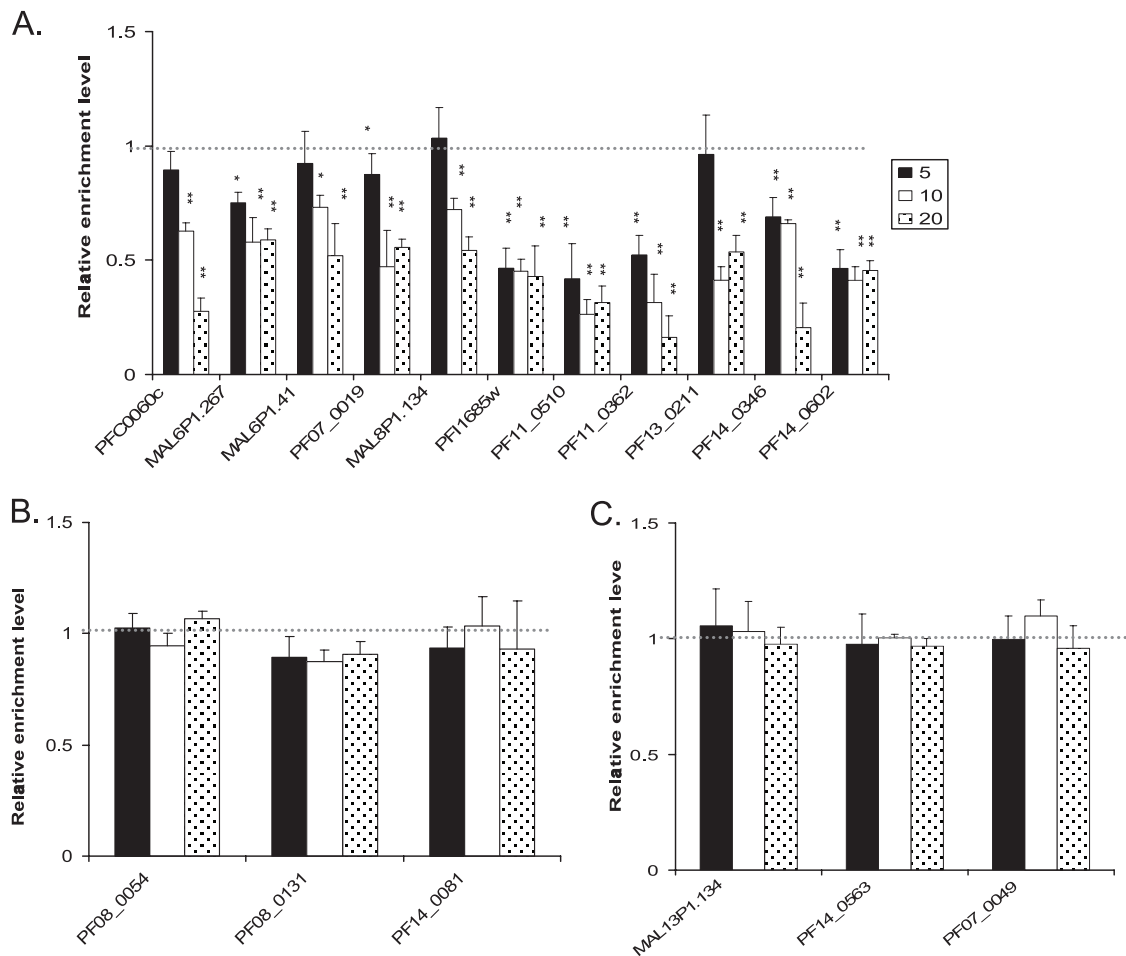 A.
Relative enrichment level
1.5
1
0.5
0
* ** ** * ** ** * ** * ** ** ** ** ** ** ** ** ** ** ** ** ** ** ** ** ** ** ** ** **
5
10
20
PFC0060c
MAL6P1.267
MAL6P1.41
PF07_0019
MAL8P1.134
PFI1685w
PF11_0510
PF11_0362
PF13_0211
PF14_0346
PF14_0602
B.
Relative enrichment level
1.5
1
0.5
0
PF08_0054
PF08_0131
PF14_0081
C.
Relative enrichment leve
1.5
1
0.5
0
MAL13P1.134
PF14_0563
PF07_0049